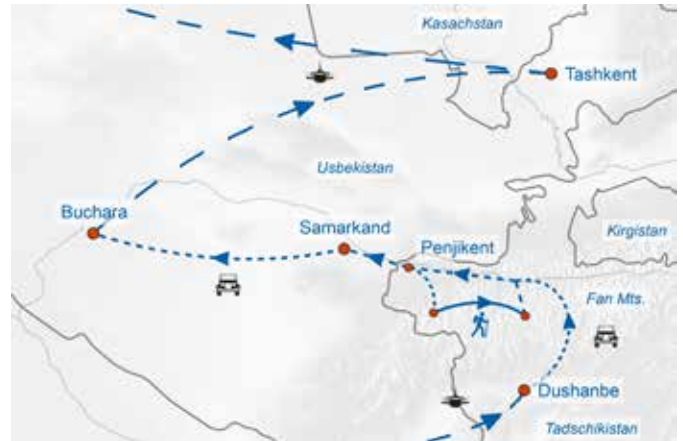 Kasachstan
Tashkent
Usbekistan
Buchara
Samarkand
Penjikent
Kirgistan
Fan Mts.
Dushanbe
Tadschikistan